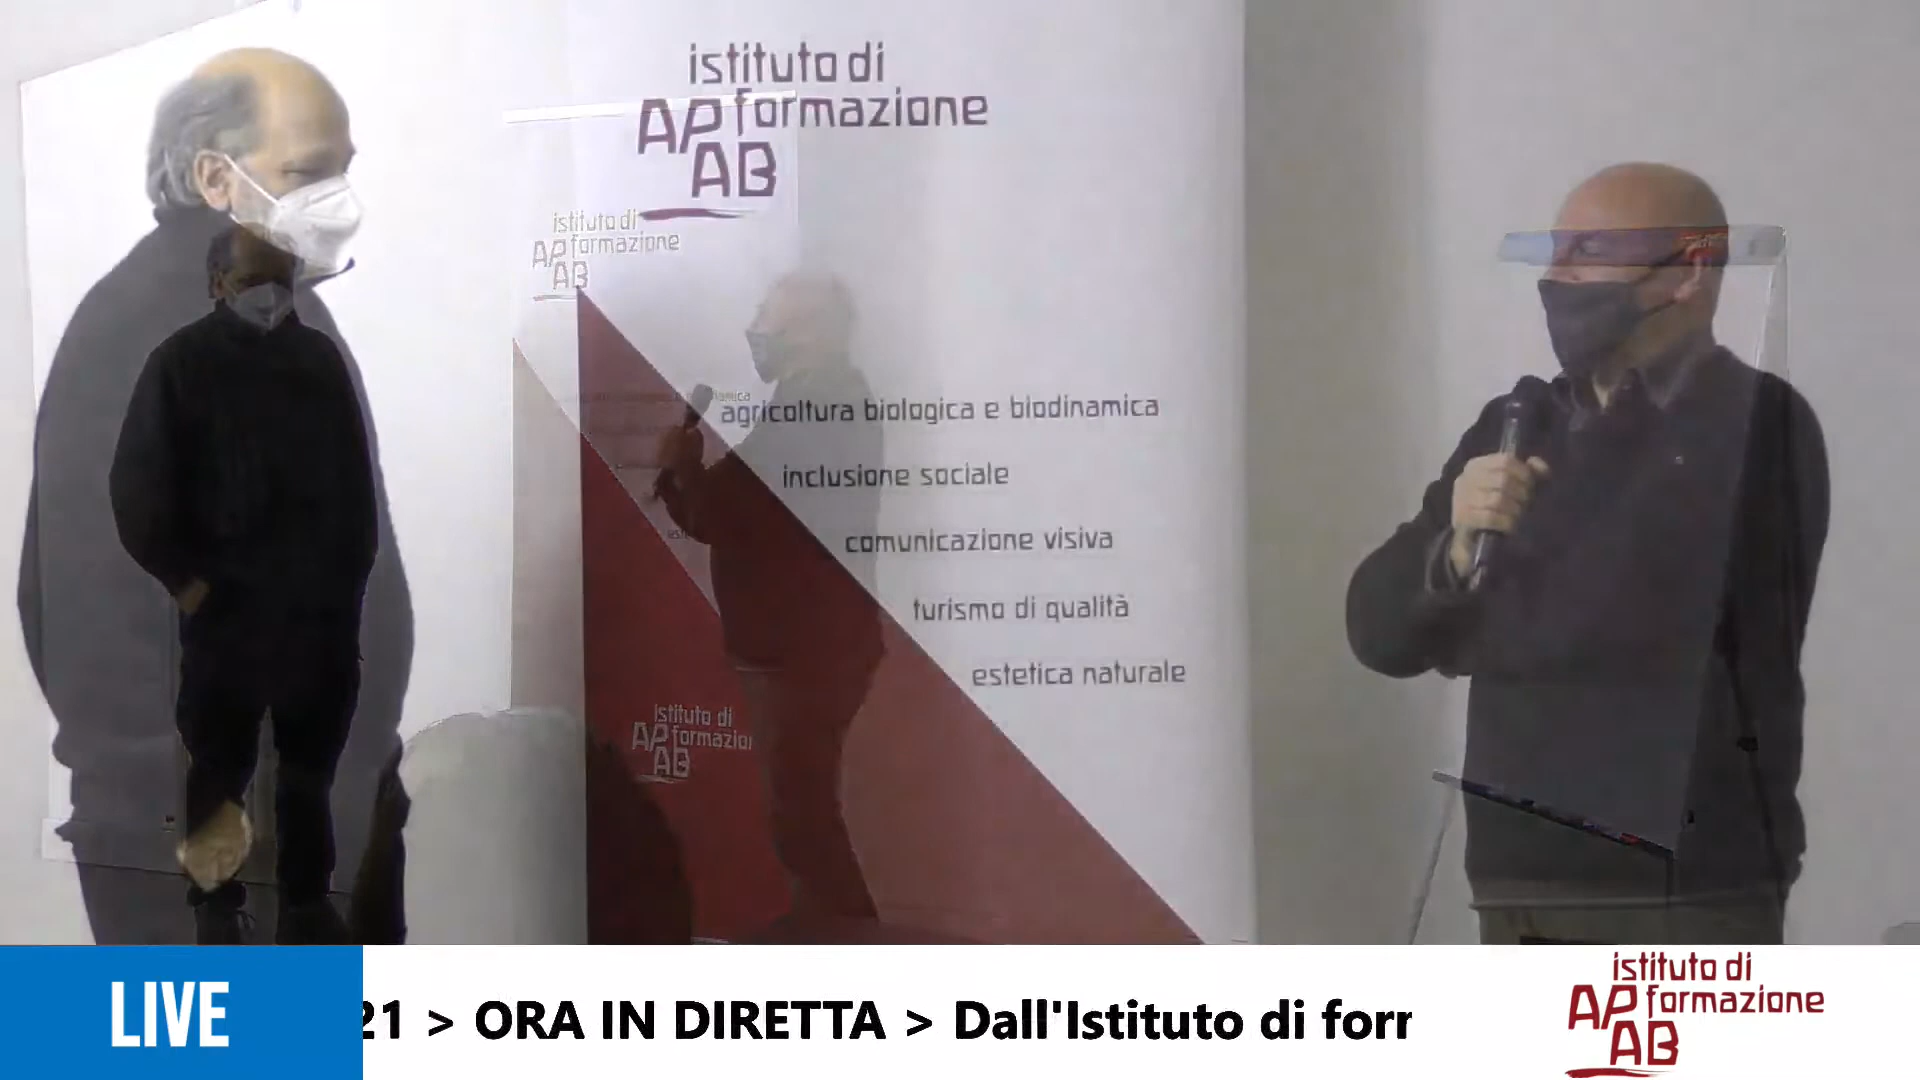 istituto di
formazione
AP
AB
istituto di
formazione
AP
AB
agricoltura biologica e biodinamica
inclusione sociale
comunicazione visiva
turismo di qualità
estetica naturale
istituto di
formazion
AP
AB
LIVE
21 > ORA IN DIRETTA > Dall'Istituto di forr
istituto di
formazione
AP
AB